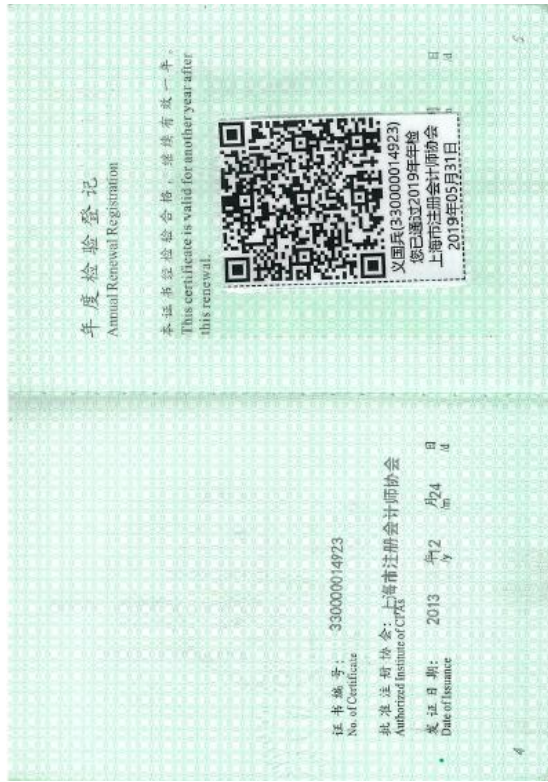 年度检验登记
Annual Renewal Registration
本证书经检验合格，继续有效一年。
This certificate is valid for another year after
this renewal.
义国兵(330000014923)
您已通过2019年年检
上海市注册会计师协会
2019年05月31日
日
/d
5
证书编号： 330000014923
No. of Certificate
批准注册协会：上海市注册会计师协会
Authorized Institute of CPAs
发证日期： 2013 年12 月24 日
Date of Issuance /y /m /d
4